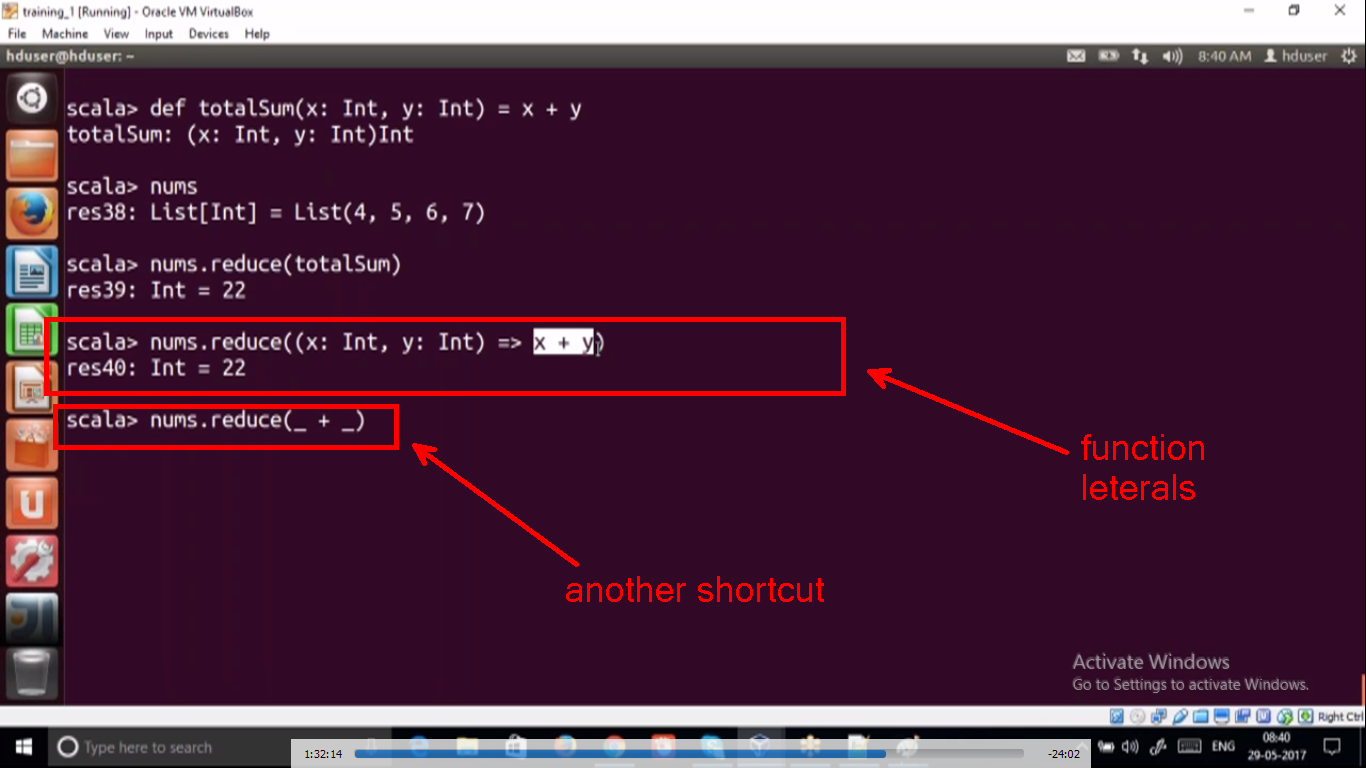 training_1 [Running] - Oracle VM VirtualBox
File Machine View Input Devices Help
hduser@hduser: ~ 8:40 AM hduser
scala> def totalSum(x: Int, y: Int) = x + y
totalSum: (x: Int, y: Int)Int
scala> nums
res38: List[Int] = List(4, 5, 6, 7)
scala> nums.reduce(totalSum)
res39: Int = 22
scala> nums.reduce((x: Int, y: Int) => x + y)
res40: Int = 22
scala> nums.reduce(_ + _)
function
leterals
another shortcut
Activate Windows
Go to Settings to activate Windows.
Right Ctrl
Type here to search
1:32:14 -24:02
ENG
08:40
29-05-2017